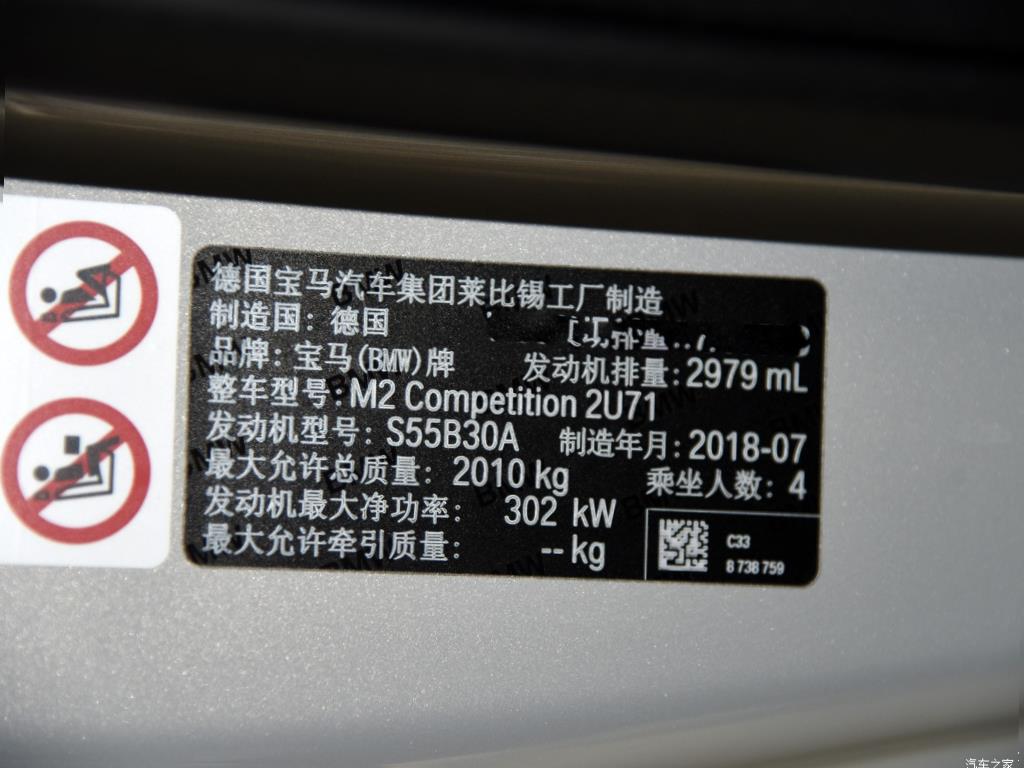 德国宝马汽车集团莱比锡工厂制造
制造国：德国
品牌：宝马(BMW)牌 发动机排量：2979 mL
整车型号：M2 Competition 2U71
发动机型号：S55B30A 制造年月：2018-07
最大允许总质量：2010 kg 乘坐人数：4
发动机最大净功率：302 kW
最大允许牵引质量：-- kg
C33
8 738 759
汽车之家